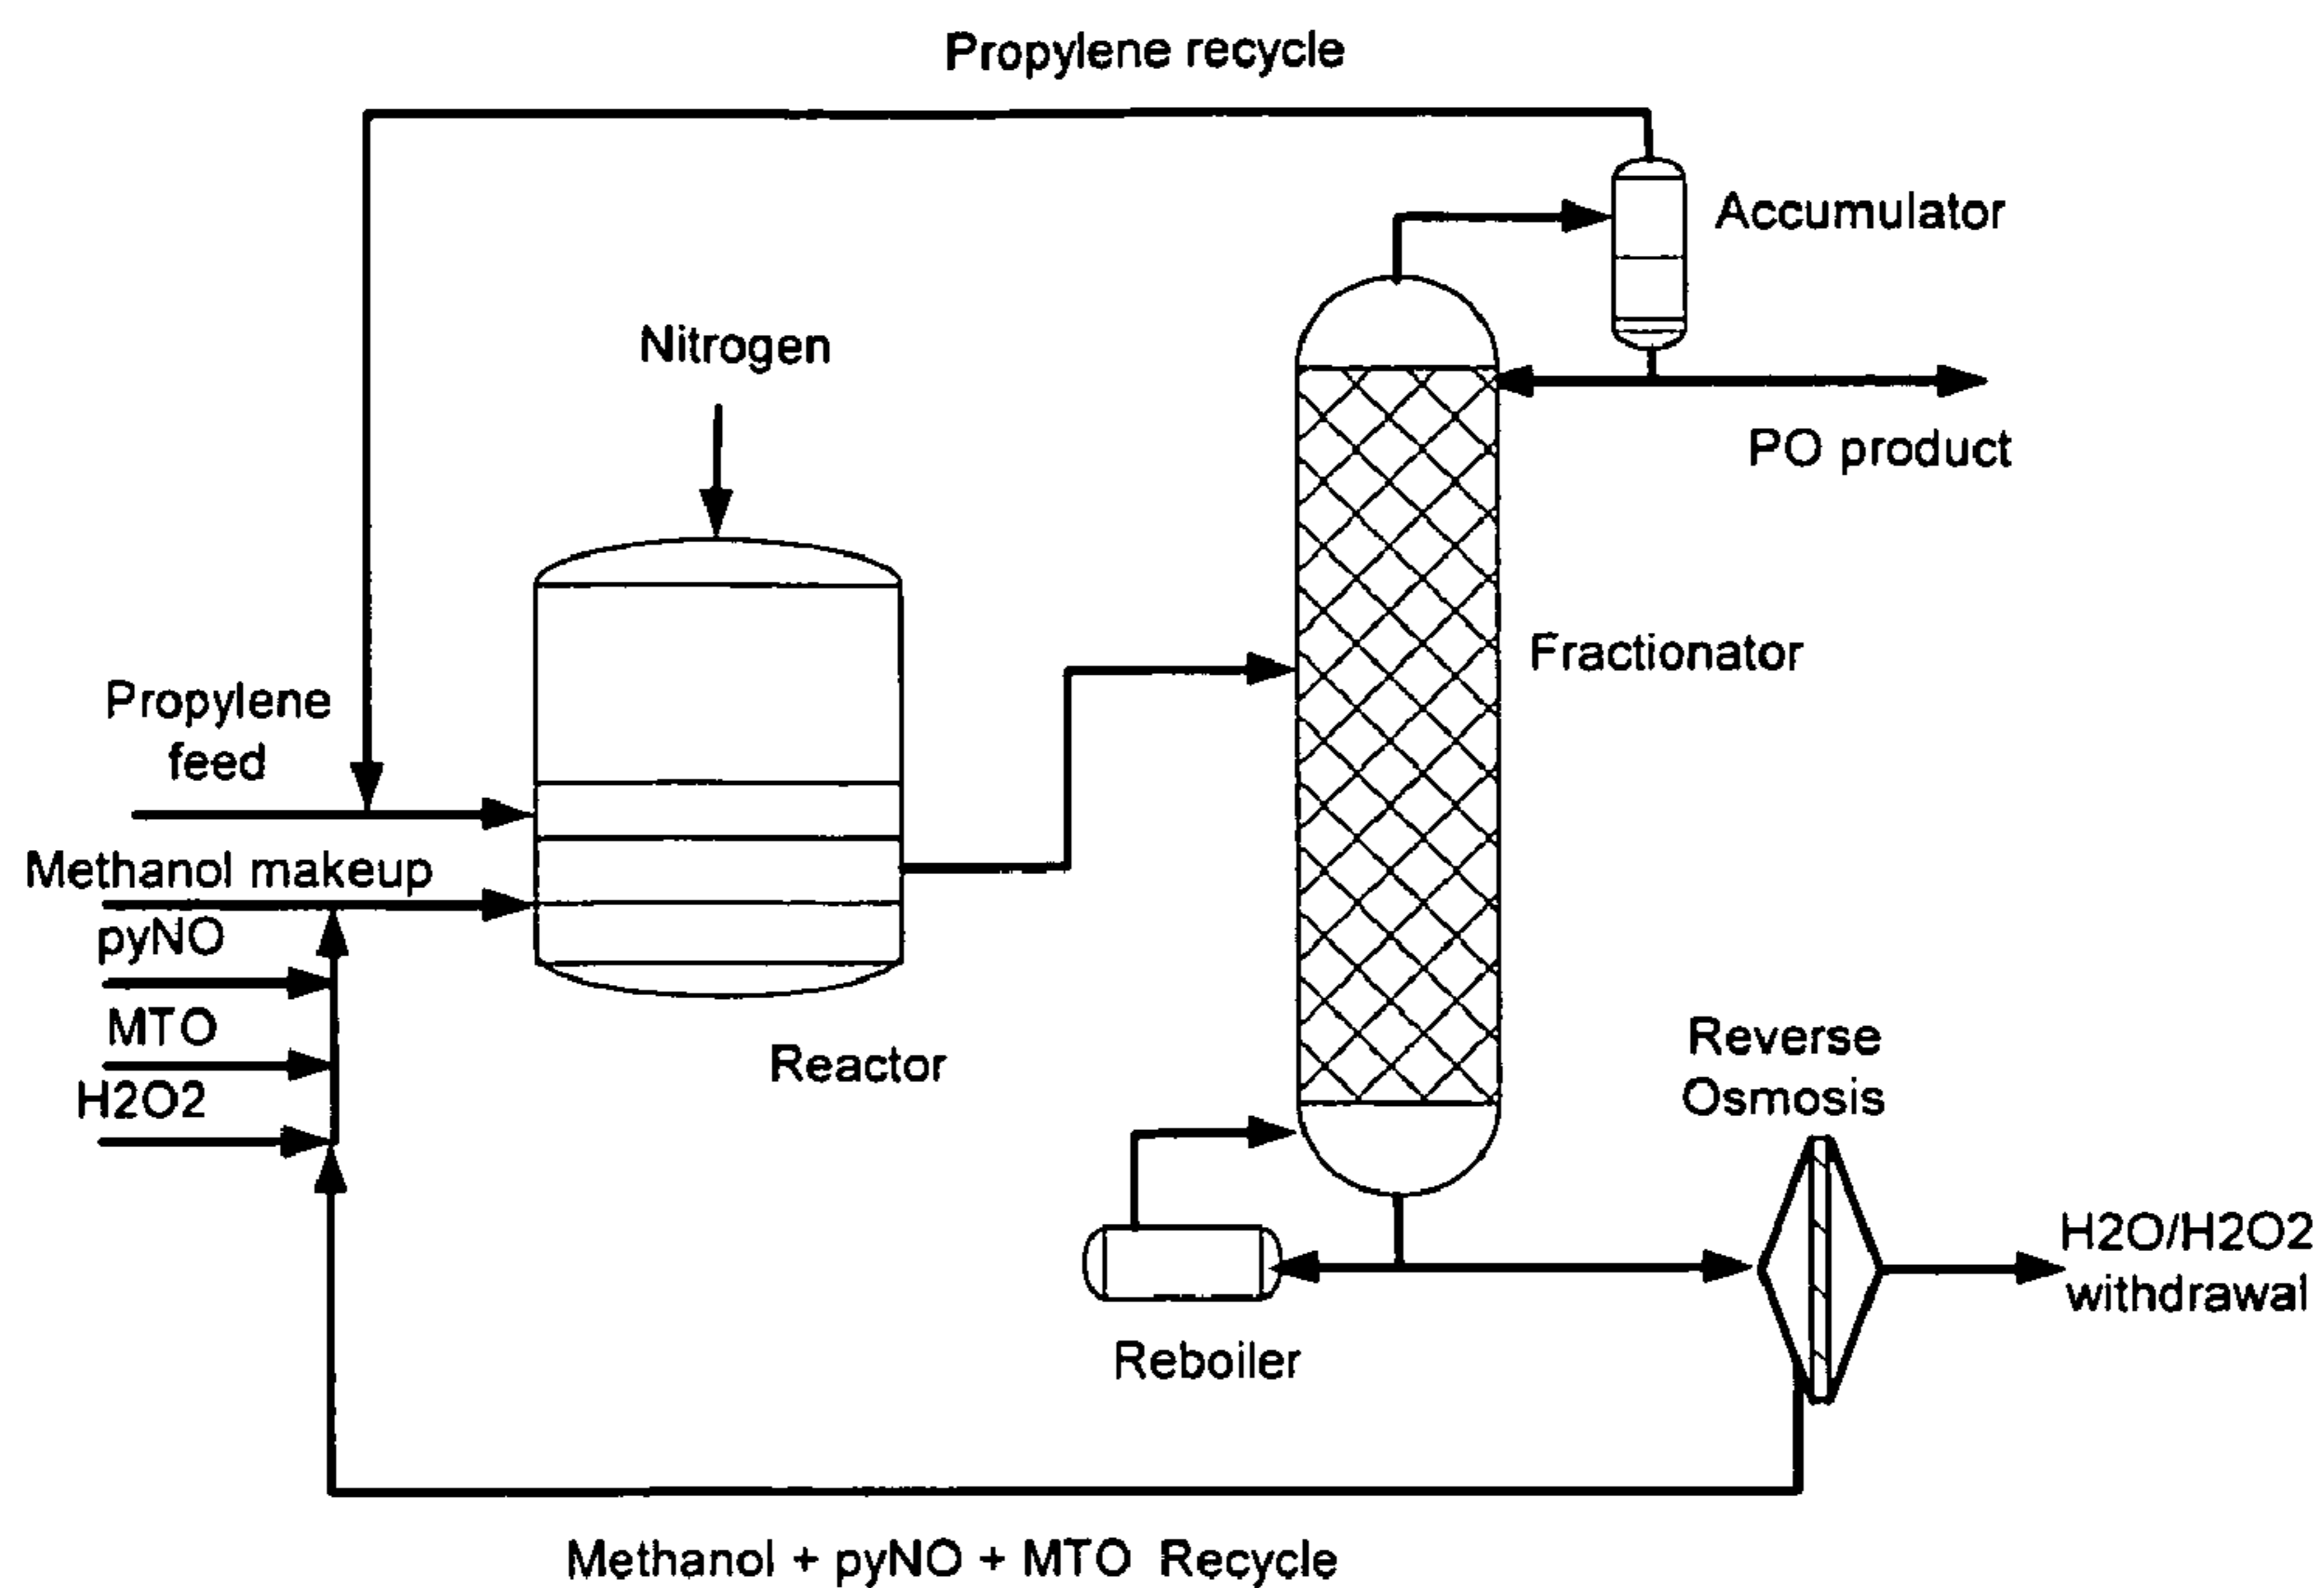 Propylene recycle
Accumulator
Nitrogen
PO product
Fractionator
Propylene
feed
Methanol makeup
pyNO
MTO
H2O2
Reactor
Reverse
Osmosis
H2O/H2O2
withdrawal
Reboiler
Methanol + pyNO + MTO Recycle